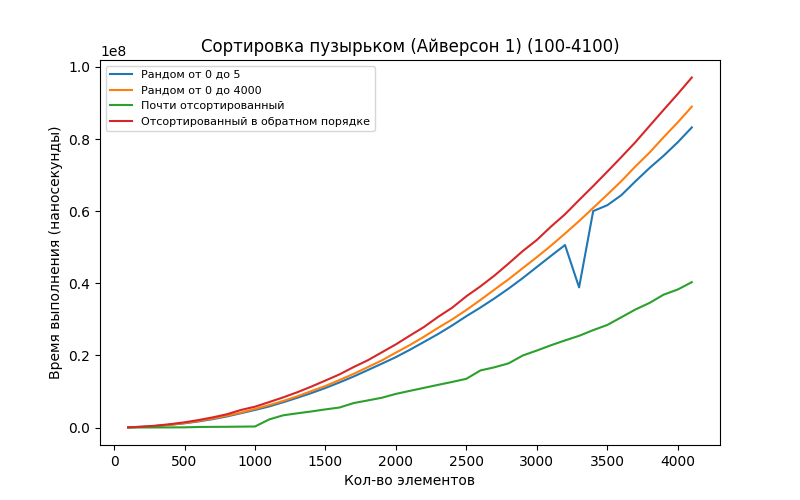 Сортировка пузырьком (Айверсон 1) (100-4100)
1e8
1.0
0.8
0.6
0.4
0.2
0.0
Время выполнения (наносекунды)
Рандом от 0 до 5
Рандом от 0 до 4000
Почти отсортированный
Отсортированный в обратном порядке
0
500
1000
1500
2000
2500
3000
3500
4000
Кол-во элементов